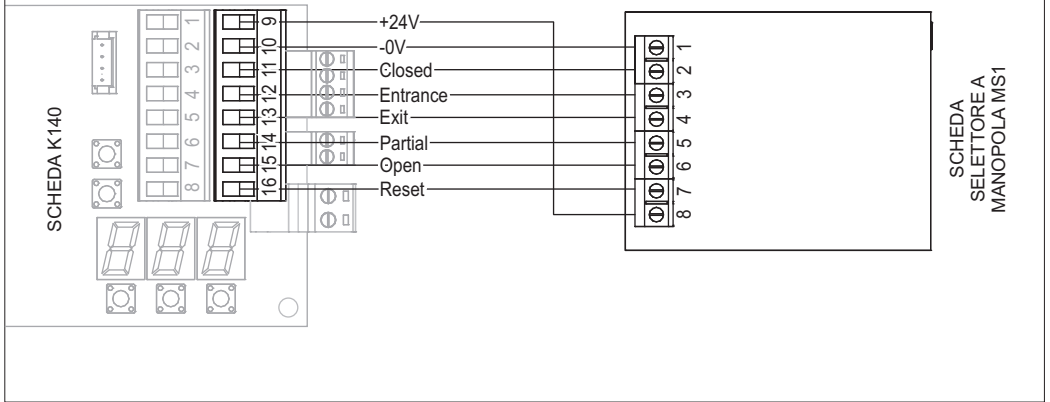 SCHEDA K140
1
2
3
4
5
6
7
8
9
10
11
12
13
14
15
16
+24V
-0V
Closed
Entrance
Exit
Partial
Open
Reset
1
2
3
4
5
6
7
8
SCHEDA
SELETTORE A
MANOPOLA MS1